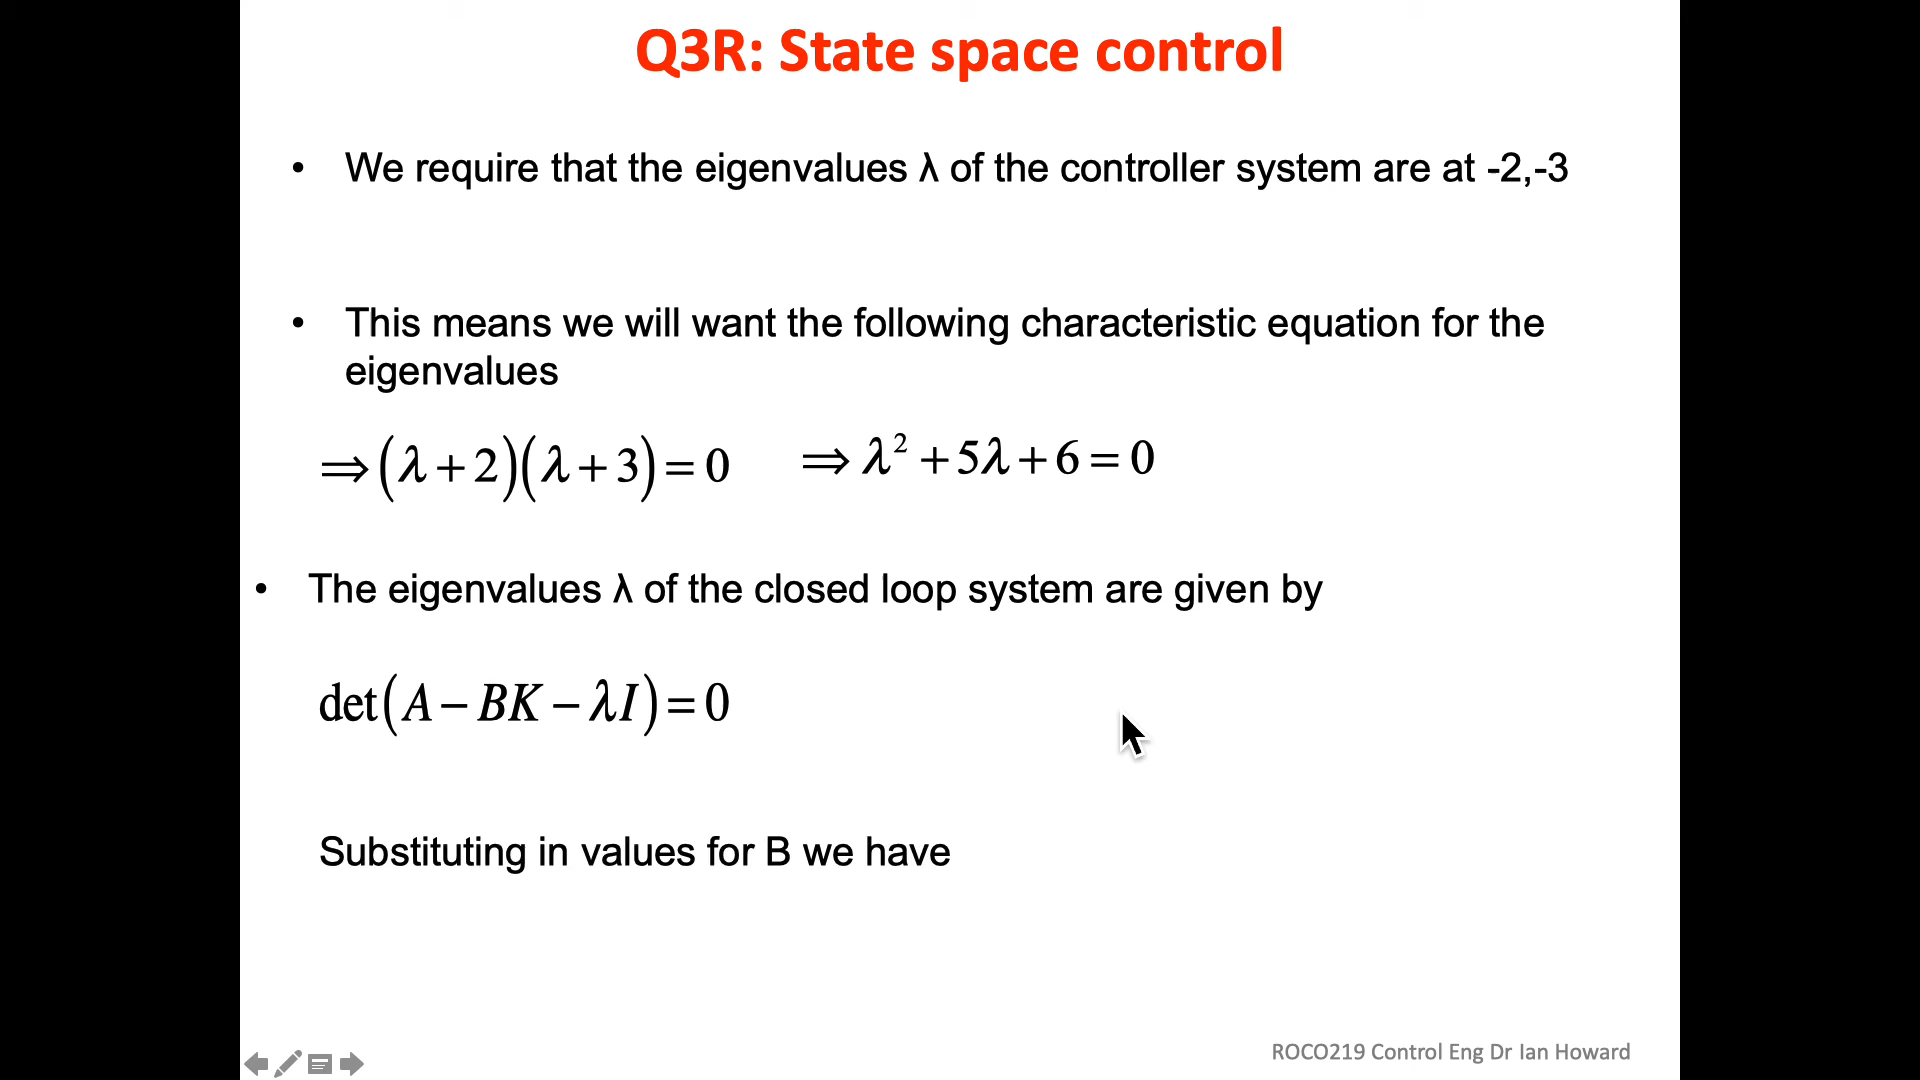 Q3R: State space control
• We require that the eigenvalues λ of the controller system are at -2,-3
• This means we will want the following characteristic equation for the
eigenvalues
⇒(λ+2)(λ+3)=0 ⇒λ²+5λ+6=0
• The eigenvalues λ of the closed loop system are given by
det(A−BK−λI)=0
Substituting in values for B we have
ROCO219 Control Eng Dr Ian Howard